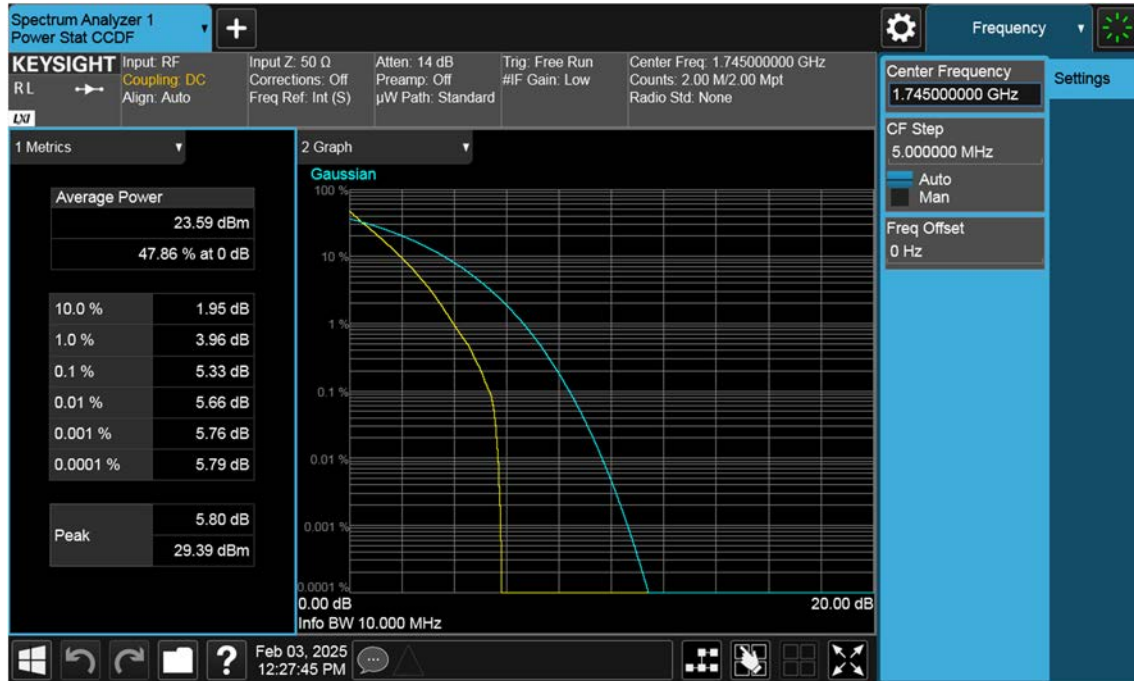 Spectrum Analyzer 1
Power Stat CCDF
+
Frequency
KEYSIGHT
RL
LXI
Input: RF
Coupling: DC
Align: Auto
Input Z: 50 Ω
Corrections: Off
Freq Ref: Int (S)
Atten: 14 dB
Preamp: Off
µW Path: Standard
Trig: Free Run
#IF Gain: Low
Center Freq: 1.745000000 GHz
Counts: 2.00 M/2.00 Mpt
Radio Std: None
Center Frequency
1.745000000 GHz
Settings
CF Step
5.000000 MHz
Auto
Man
Freq Offset
0 Hz
1 Metrics
Average Power
23.59 dBm
47.86 % at 0 dB
10.0 % 1.95 dB
1.0 % 3.96 dB
0.1 % 5.33 dB
0.01 % 5.66 dB
0.001 % 5.76 dB
0.0001 % 5.79 dB
Peak
5.80 dB
29.39 dBm
2 Graph
Gaussian
100 %
10 %
1 %
0.1 %
0.01 %
0.001 %
0.0001 %
0.00 dB 20.00 dB
Info BW 10.000 MHz
?
Feb 03, 2025
12:27:45 PM